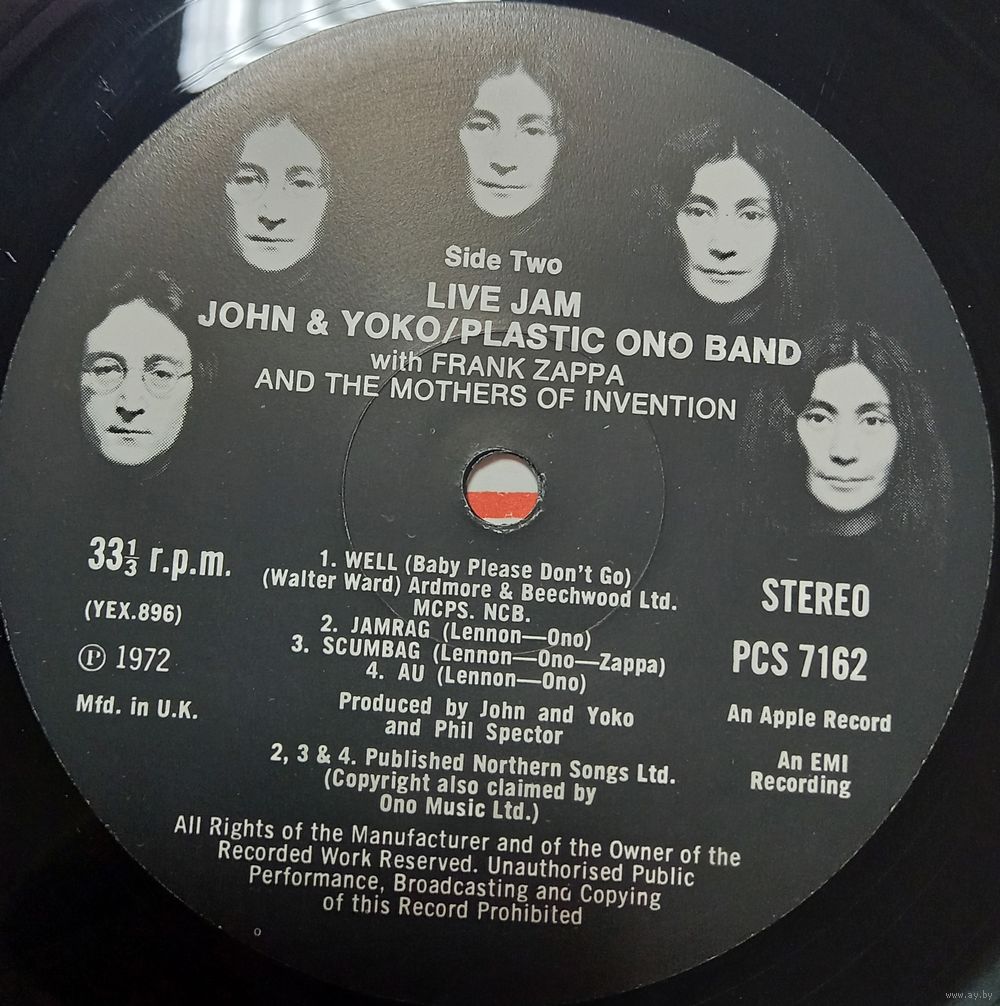 Side Two
LIVE JAM
JOHN & YOKO/PLASTIC ONO BAND
with FRANK ZAPPA
AND THE MOTHERS OF INVENTION
33⅓ r.p.m.
(YEX.896)
Ⓟ 1972
Mfd. in U.K.
1. WELL (Baby Please Don't Go)
(Walter Ward) Ardmore & Beechwood Ltd.
MCPS. NCB.
2. JAMRAG (Lennon—Ono)
3. SCUMBAG (Lennon—Ono—Zappa)
4. AU (Lennon—Ono)
Produced by John and Yoko
and Phil Spector
2, 3 & 4. Published Northern Songs Ltd.
(Copyright also claimed by
Ono Music Ltd.)
STEREO
PCS 7162
An Apple Record
An EMI
Recording
All Rights of the Manufacturer and of the Owner of the
Recorded Work Reserved. Unauthorised Public
Performance, Broadcasting and Copying
of this Record Prohibited
O
www.ay.by